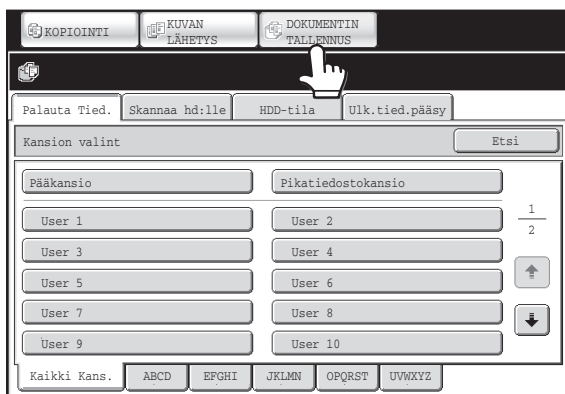 KOPIOINTI
KUVAN
LÄHETYS
DOKUMENTIN
TALLENNUS
Palauta Tied.
Skannaa hd:lle
HDD-tila
Ulk.tied.pääsy
Kansion valint
Etsi
Pääkansio
Pikatiedostokansio
User 1
User 2
1
2
User 3
User 4
User 5
User 6
User 7
User 8
User 9
User 10
Kaikki Kans.
ABCD
EFGHI
JKLMN
OPQRST
UVWXYZ